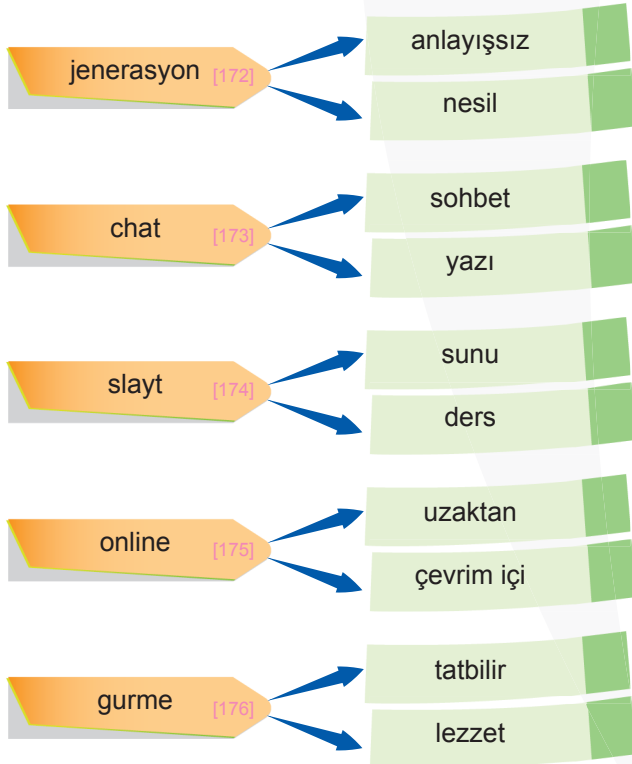 jenerasyon [172]
anlayışsız
nesil
chat [173]
sohbet
yazı
slayt [174]
sunu
ders
online [175]
uzaktan
çevrim içi
gurme [176]
tatbilir
lezzet